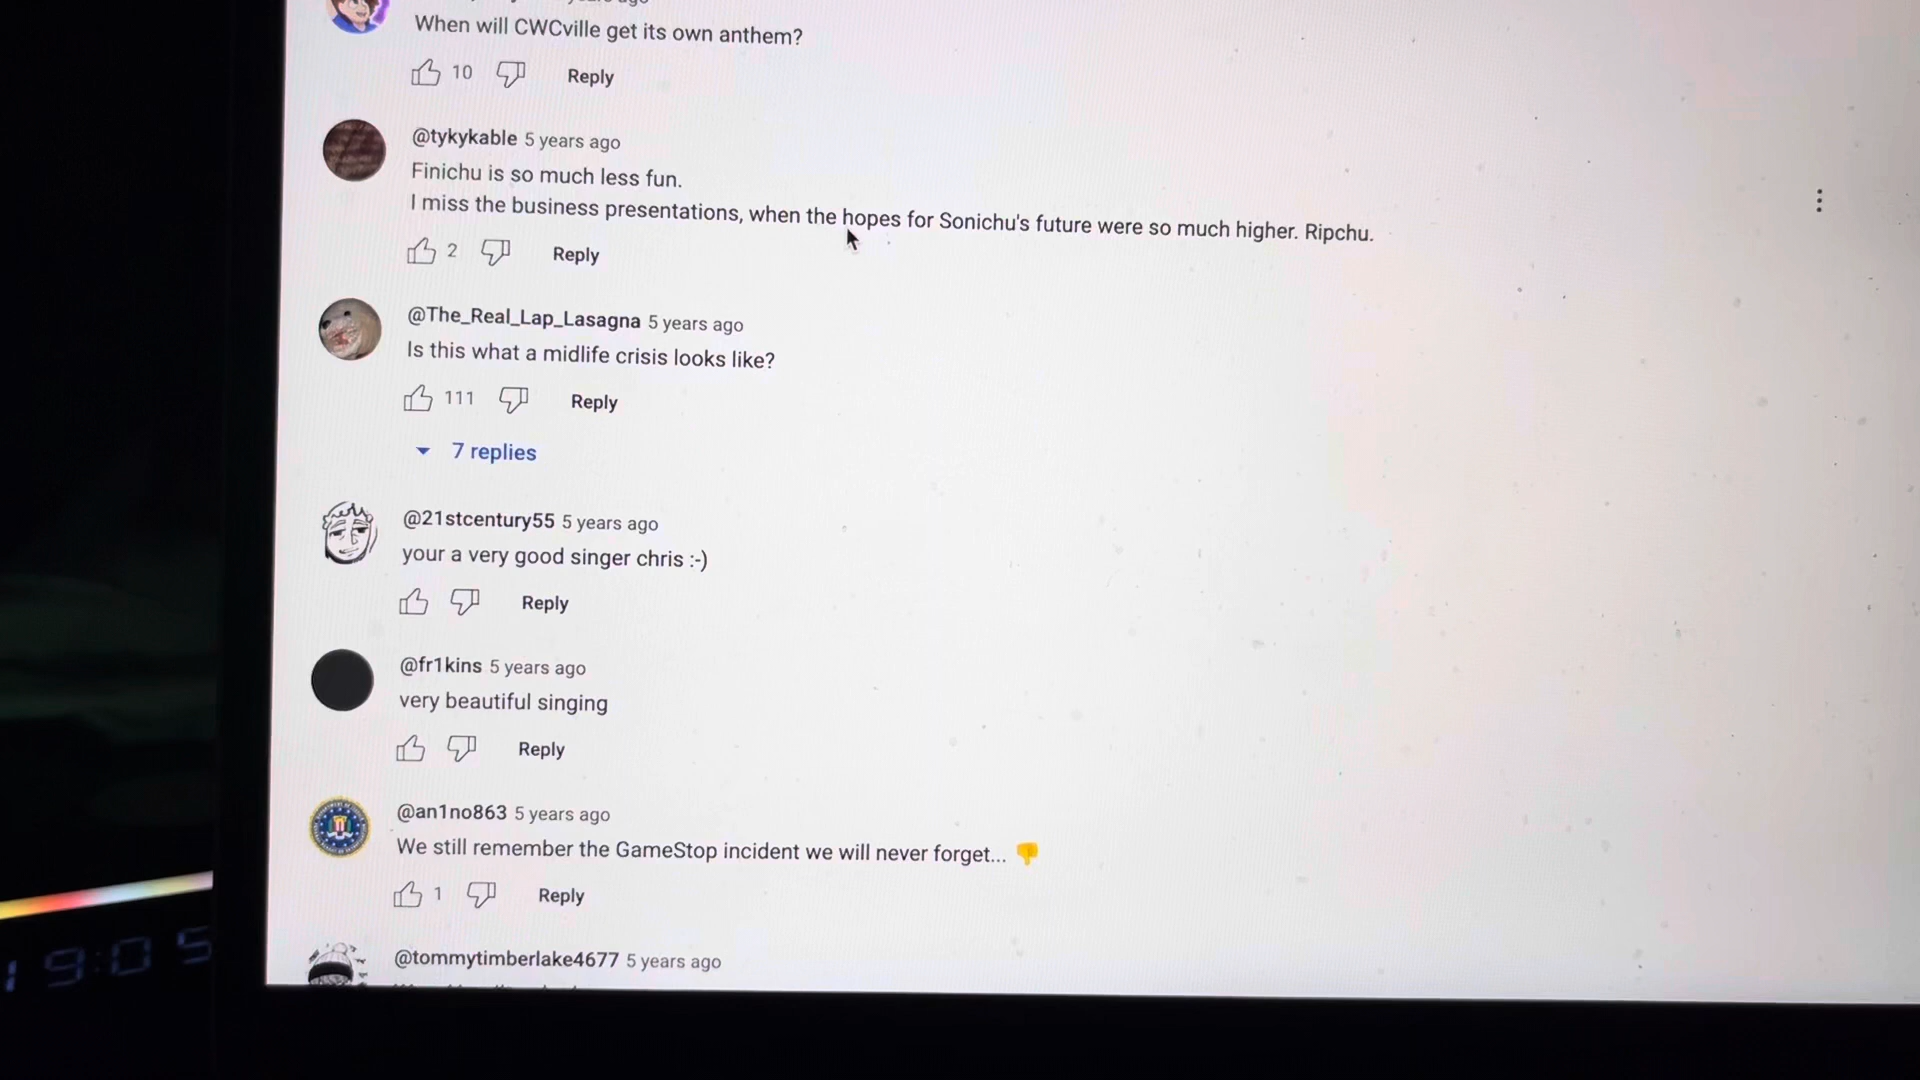 When will CWCville get its own anthem?
10 Reply
@tykykable 5 years ago
Finichu is so much less fun.
I miss the business presentations, when the hopes for Sonichu's future were so much higher. Ripchu.
2 Reply
@The_Real_Lap_Lasagna 5 years ago
Is this what a midlife crisis looks like?
111 Reply
7 replies
@21stcentury55 5 years ago
your a very good singer chris :-)
Reply
@fr1kins 5 years ago
very beautiful singing
Reply
@an1no863 5 years ago
We still remember the GameStop incident we will never forget... 👎
1 Reply
@tommytimberlake4677 5 years ago
19:05